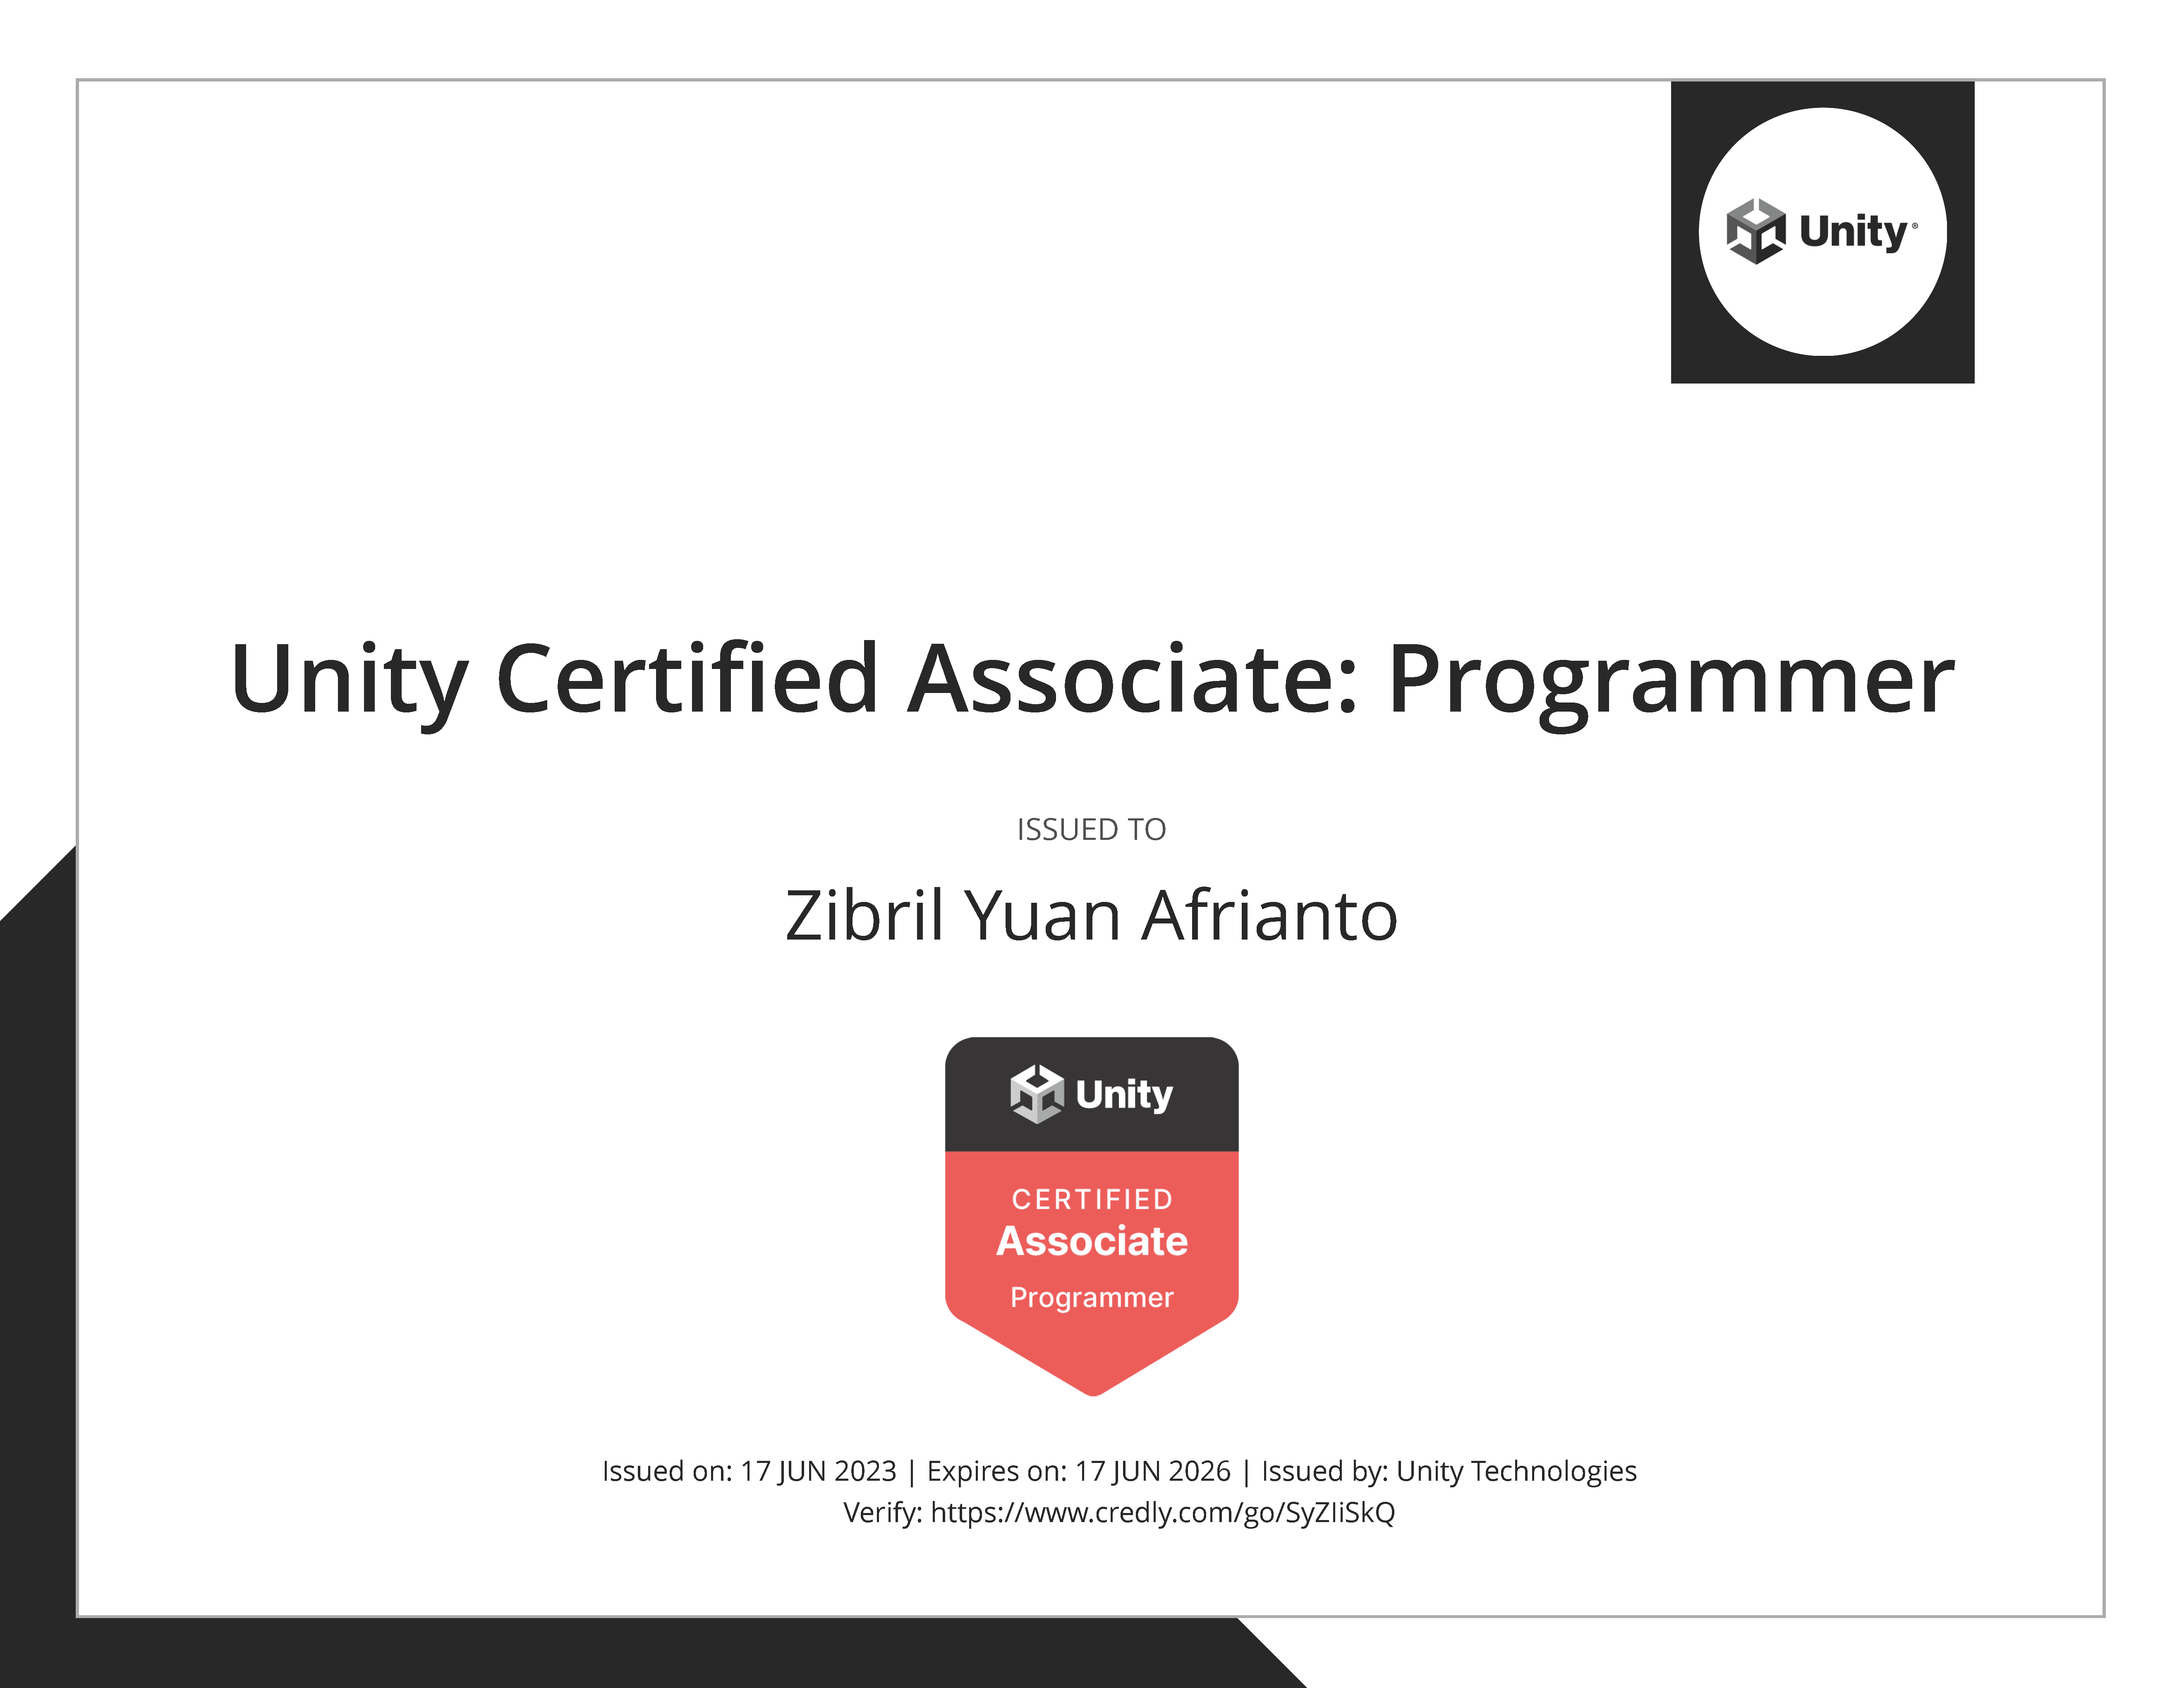 Unity®
Unity Certified Associate: Programmer
ISSUED TO
Zibril Yuan Afrianto
Unity
CERTIFIED
Associate
Programmer
Issued on: 17 JUN 2023 | Expires on: 17 JUN 2026 | Issued by: Unity Technologies
Verify: https://www.credly.com/go/SyZIiSkQ